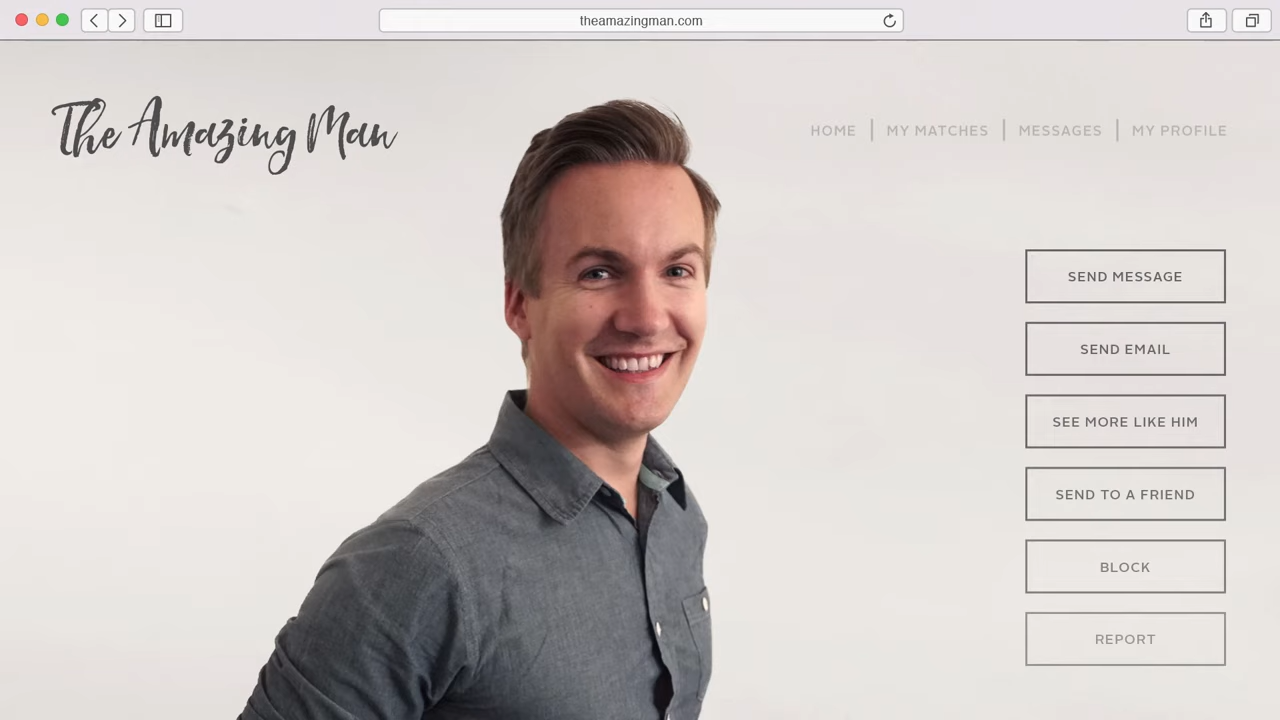 theamazingman.com
The Amazing Man
HOME | MY MATCHES | MESSAGES | MY PROFILE
SEND MESSAGE
SEND EMAIL
SEE MORE LIKE HIM
SEND TO A FRIEND
BLOCK
REPORT